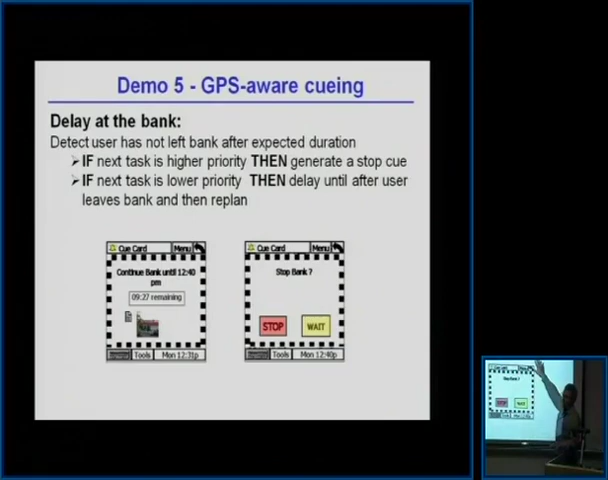 Demo 5 - GPS-aware cueing
Delay at the bank:
Detect user has not left bank after expected duration
➢IF next task is higher priority THEN generate a stop cue
➢IF next task is lower priority THEN delay until after user
leaves bank and then replan
Cue Card Menu
Continue Bank until 12:40
pm
09:27 remaining
Tools Mon 12:31p
Cue Card Menu
Stop Bank ?
STOP WAIT
Tools Mon 12:40p